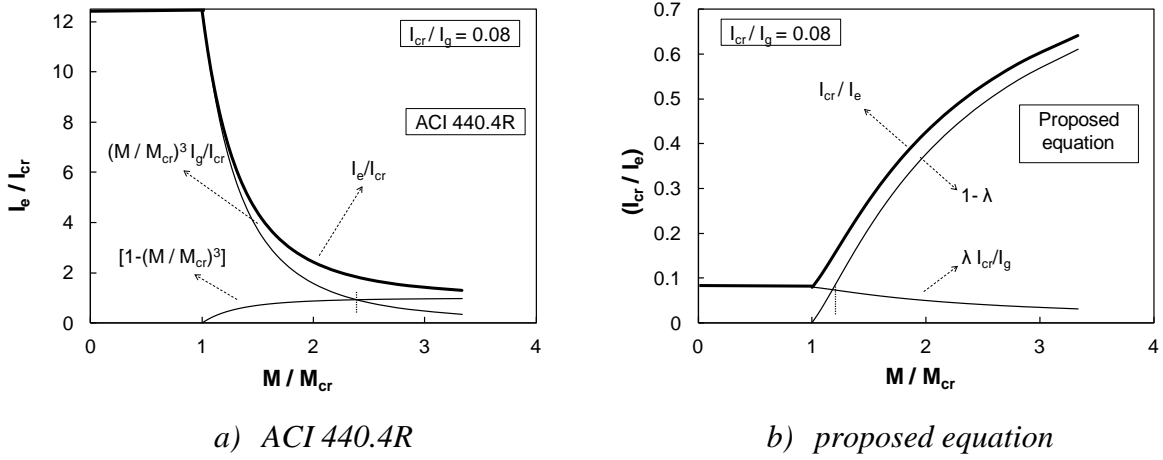 12
10
8
6
4
2
0
I_e / I_cr
I_cr / I_g = 0.08
ACI 440.4R
(M / M_cr)^3 I_g/I_cr
I_e/I_cr
[1-(M / M_cr)^3]
0 1 2 3 4
M / M_cr
a) ACI 440.4R
0.7
0.6
0.5
0.4
0.3
0.2
0.1
0
(I_cr / I_e)
I_cr / I_g = 0.08
I_cr / I_e
Proposed
equation
1- λ
λ I_cr/I_g
0 1 2 3 4
M / M_cr
b) proposed equation